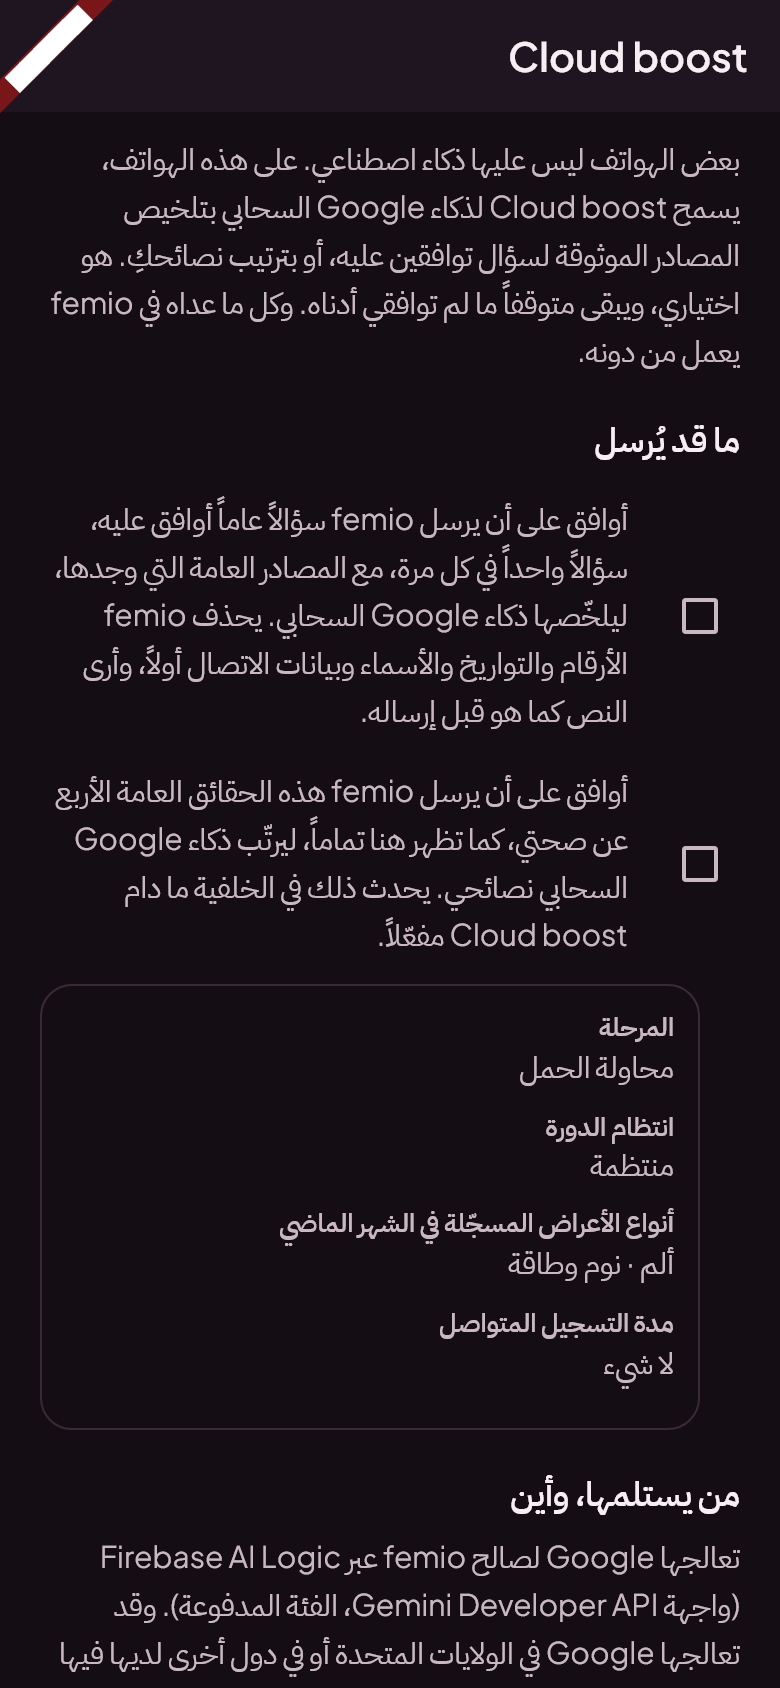 Cloud boost
بعض الهواتف ليس عليها ذكاء اصطناعي. على هذه الهواتف،
يسمح Cloud boost لذكاء Google السحابي بتلخيص
المصادر الموثوقة لسؤال توافقين عليه، أو بترتيب نصائحكِ. هو
اختياري، ويبقى متوقفاً ما لم توافقي أدناه. وكل ما عداه في femio
يعمل من دونه.
ما قد يُرسل
أوافق على أن يرسل femio سؤالاً عاماً أوافق عليه،
سؤالاً واحداً في كل مرة، مع المصادر العامة التي وجدها،
ليلخّصها ذكاء Google السحابي. يحذف femio
الأرقام والتواريخ والأسماء وبيانات الاتصال أولاً، وأرى
النص كما هو قبل إرساله.
أوافق على أن يرسل femio هذه الحقائق العامة الأربع
عن صحتي، كما تظهر هنا تماماً، ليرتّب ذكاء Google
السحابي نصائحي. يحدث ذلك في الخلفية ما دام
Cloud boost مفعّلاً.
المرحلة
محاولة الحمل
انتظام الدورة
منتظمة
أنواع الأعراض المسجّلة في الشهر الماضي
ألم · نوم وطاقة
مدة التسجيل المتواصل
لا شيء
من يستلمها، وأين
تعالجها Google لصالح femio عبر Firebase AI Logic
(واجهة Gemini Developer API، الفئة المدفوعة). وقد
تعالجها Google في الولايات المتحدة أو في دول أخرى لديها فيها